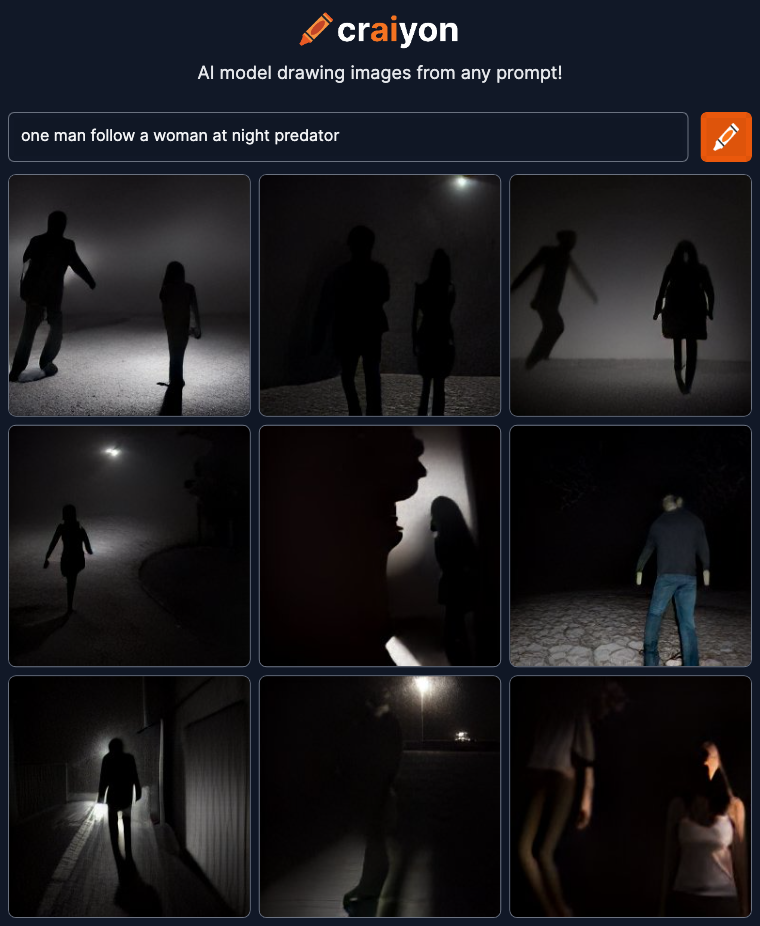 craiyon
AI model drawing images from any prompt!
one man follow a woman at night predator